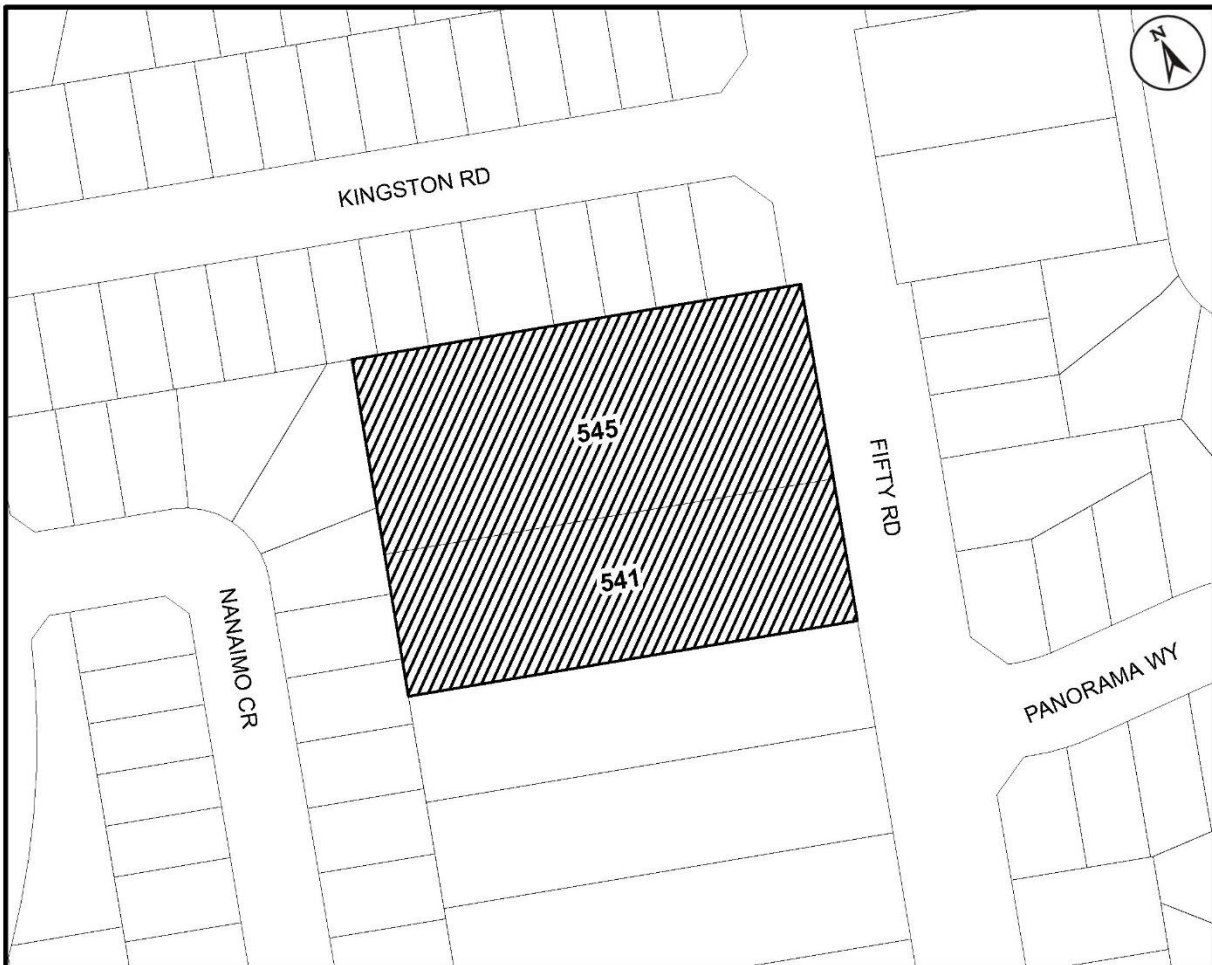 N
KINGSTON RD
545
FIFTY RD
541
NANAIMO CR
PANORAMA WY